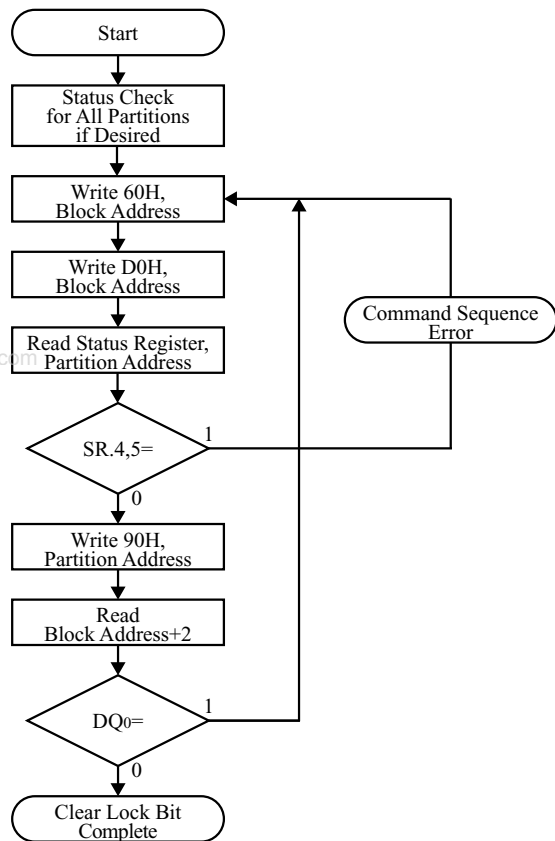 Start
Status Check
for All Partitions
if Desired
Write 60H,
Block Address
Write D0H,
Block Address
Command Sequence
Error
Read Status Register,
Partition Address
com
SR.4,5=
1
0
Write 90H,
Partition Address
Read
Block Address+2
DQ0=
1
0
Clear Lock Bit
Complete